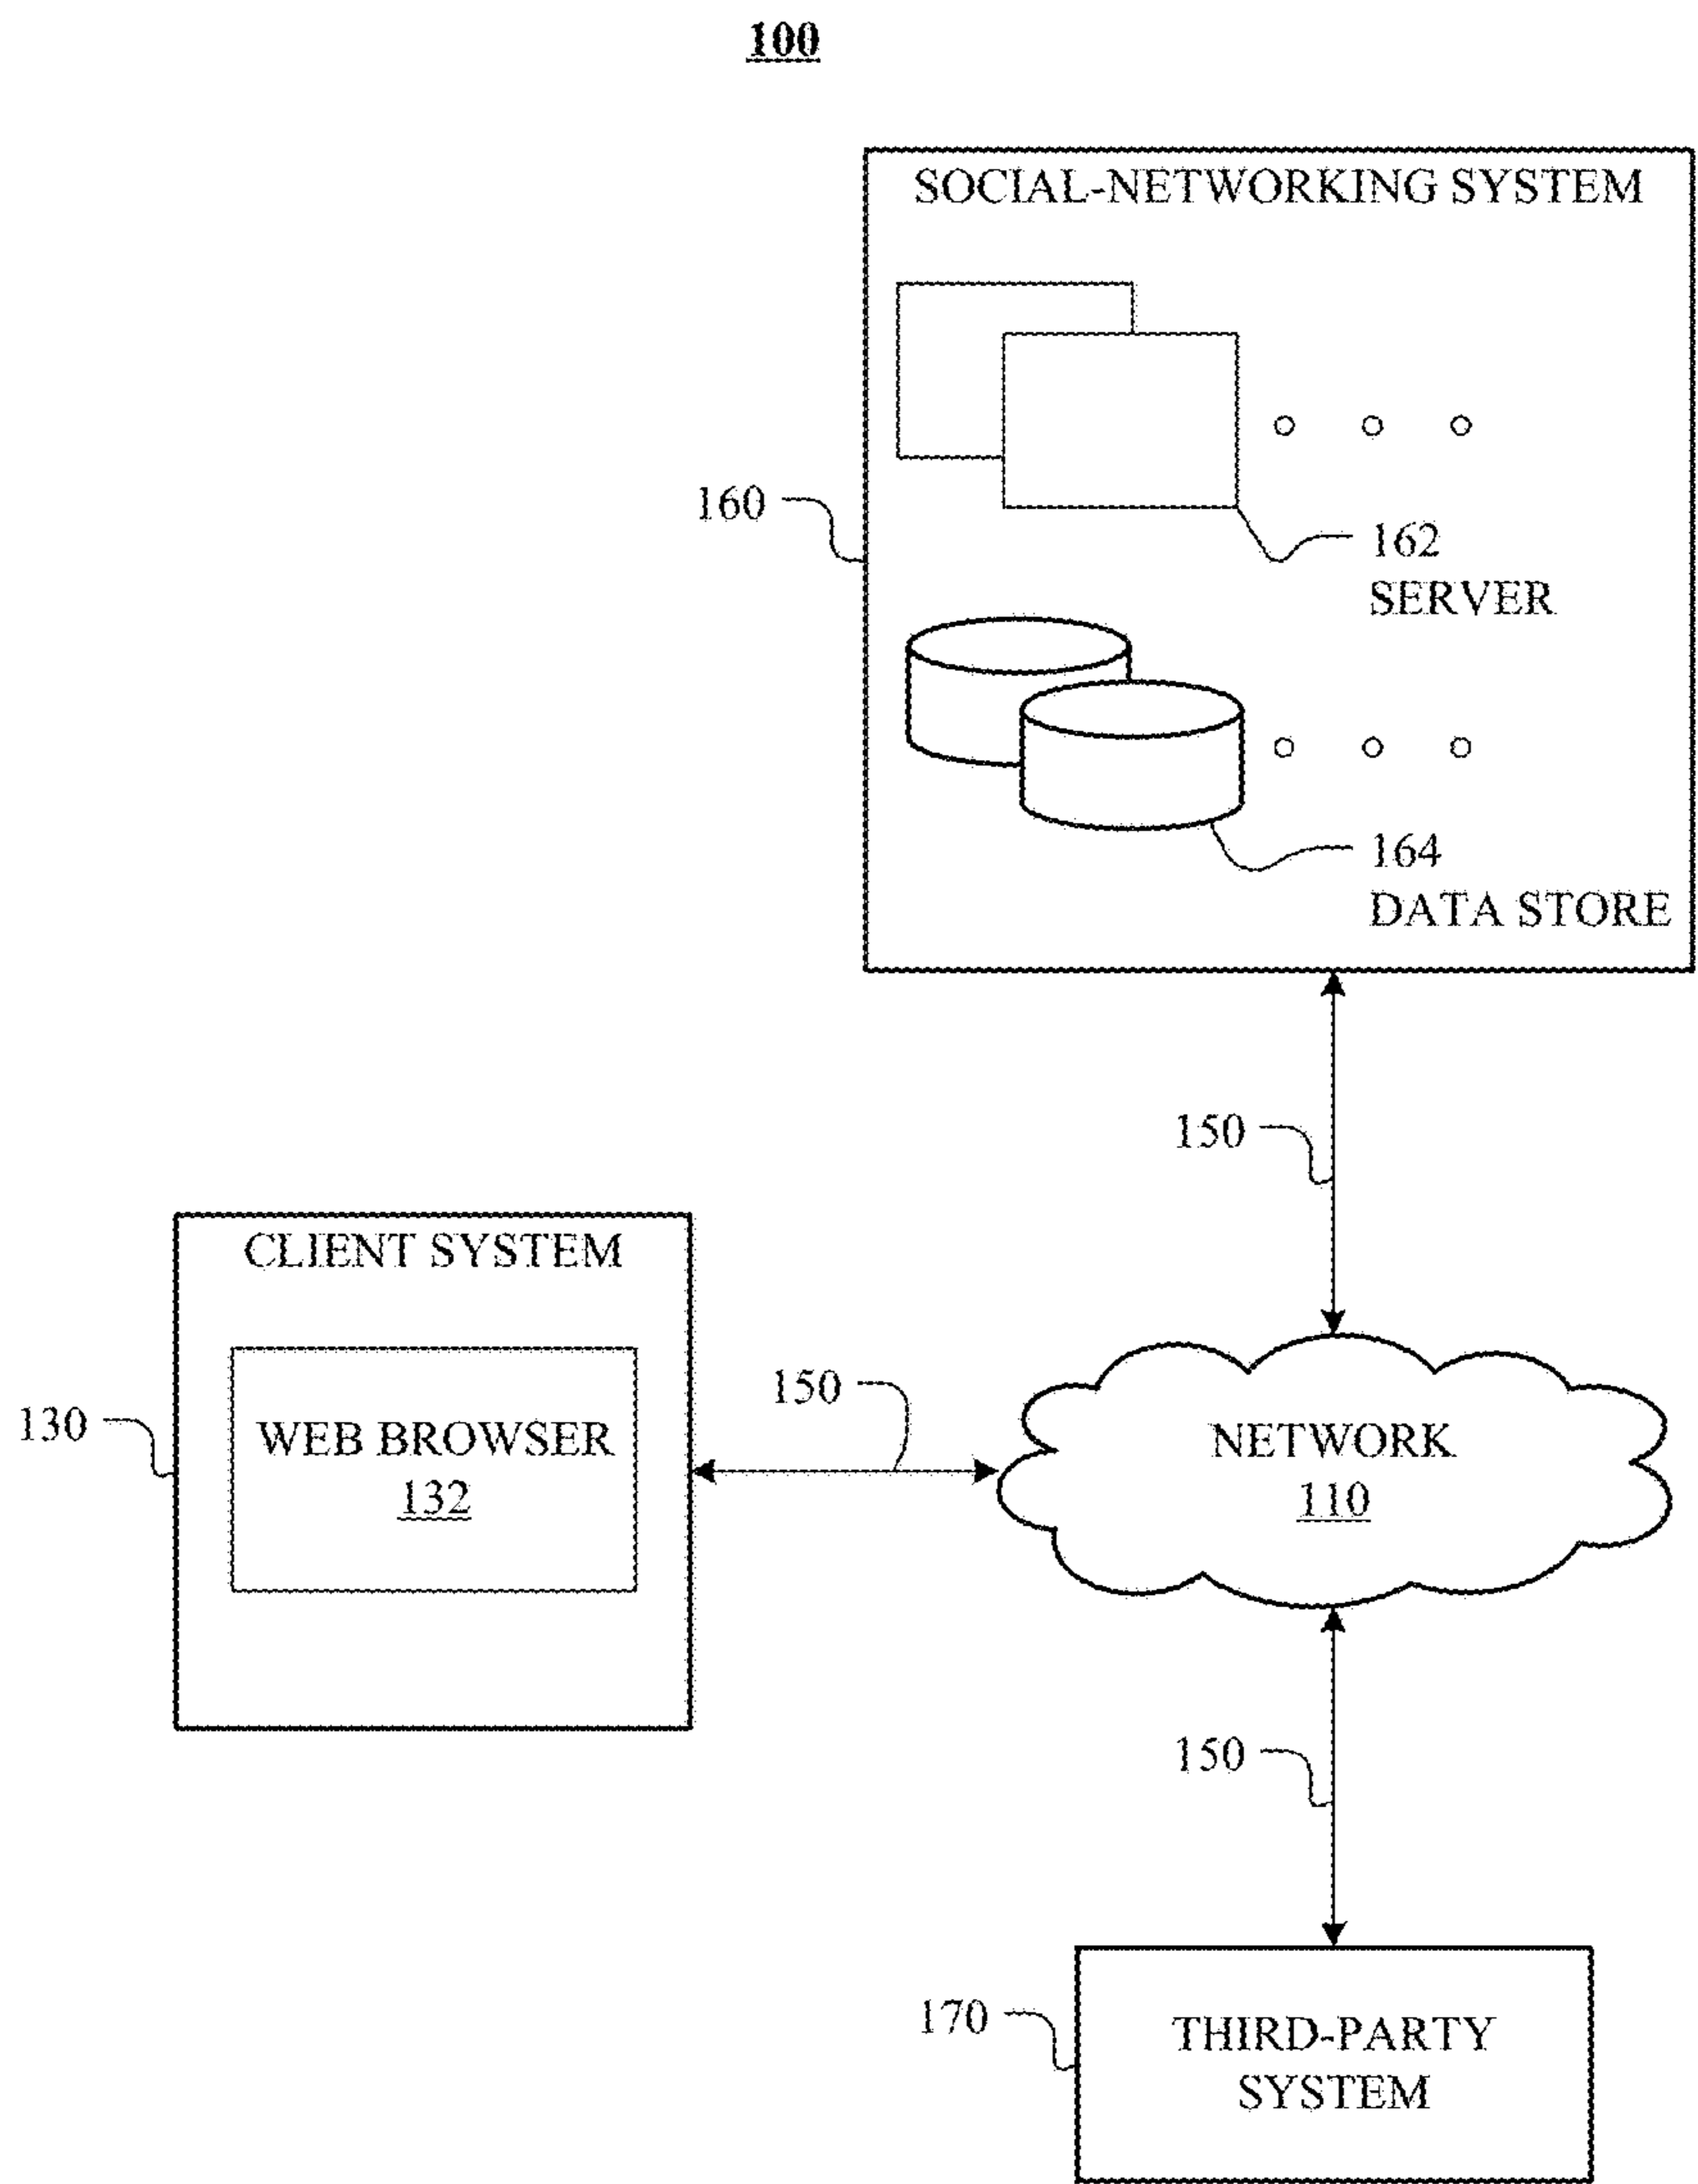 100
SOCIAL-NETWORKING SYSTEM
160
162
SERVER
164
DATA STORE
150
CLIENT SYSTEM
130
WEB BROWSER
132
150
NETWORK
110
150
170
THIRD-PARTY
SYSTEM